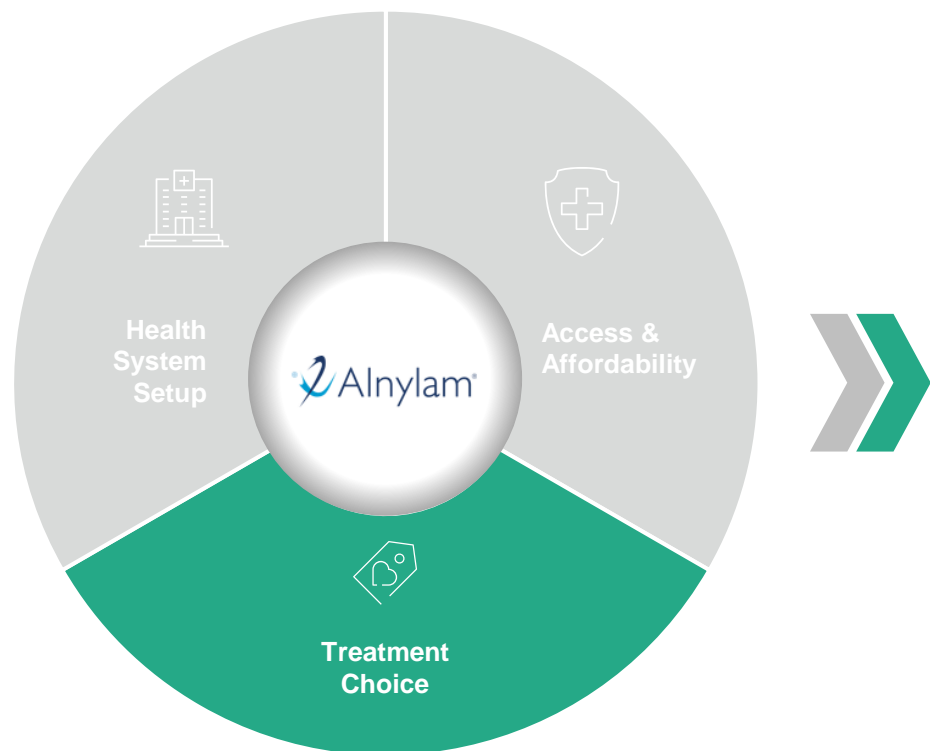 Health
System
Setup
Access &
Affordability
Alnylam®
Treatment
Choice